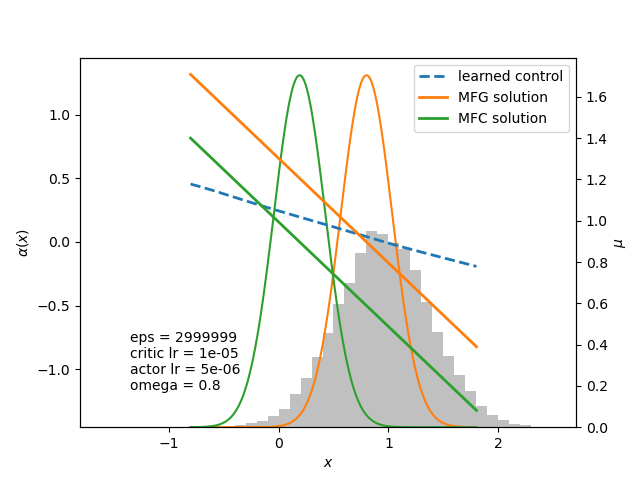 learned control
MFG solution
MFC solution
1.0
0.5
0.0
−0.5
−1.0
α(x)
1.6
1.4
1.2
1.0
0.8
0.6
0.4
0.2
0.0
μ
eps = 2999999
critic lr = 1e-05
actor lr = 5e-06
omega = 0.8
−1
0
1
2
x